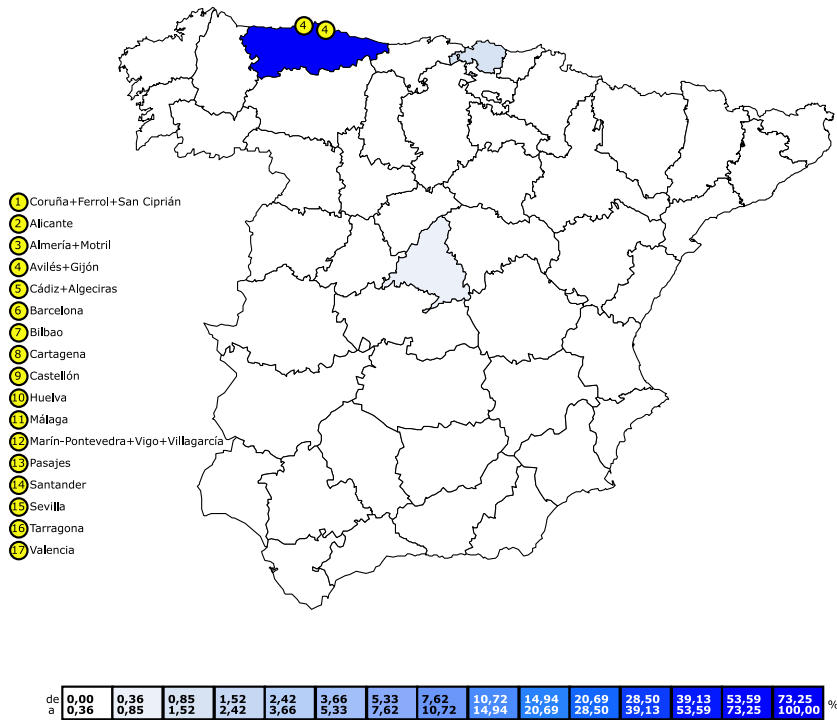 4 4
1 Coruña+Ferrol+San Ciprián
2 Alicante
3 Almería+Motril
4 Avilés+Gijón
5 Cádiz+Algeciras
6 Barcelona
7 Bilbao
8 Cartagena
9 Castellón
10 Huelva
11 Málaga
12 Marín-Pontevedra+Vigo+Villagarcía
13 Pasajes
14 Santander
15 Sevilla
16 Tarragona
17 Valencia
de 0,00 0,36 0,85 1,52 2,42 3,66 5,33 7,62 10,72 14,94 20,69 28,50 39,13 53,59 73,25 %
a 0,36 0,85 1,52 2,42 3,66 5,33 7,62 10,72 14,94 20,69 28,50 39,13 53,59 73,25 100,00